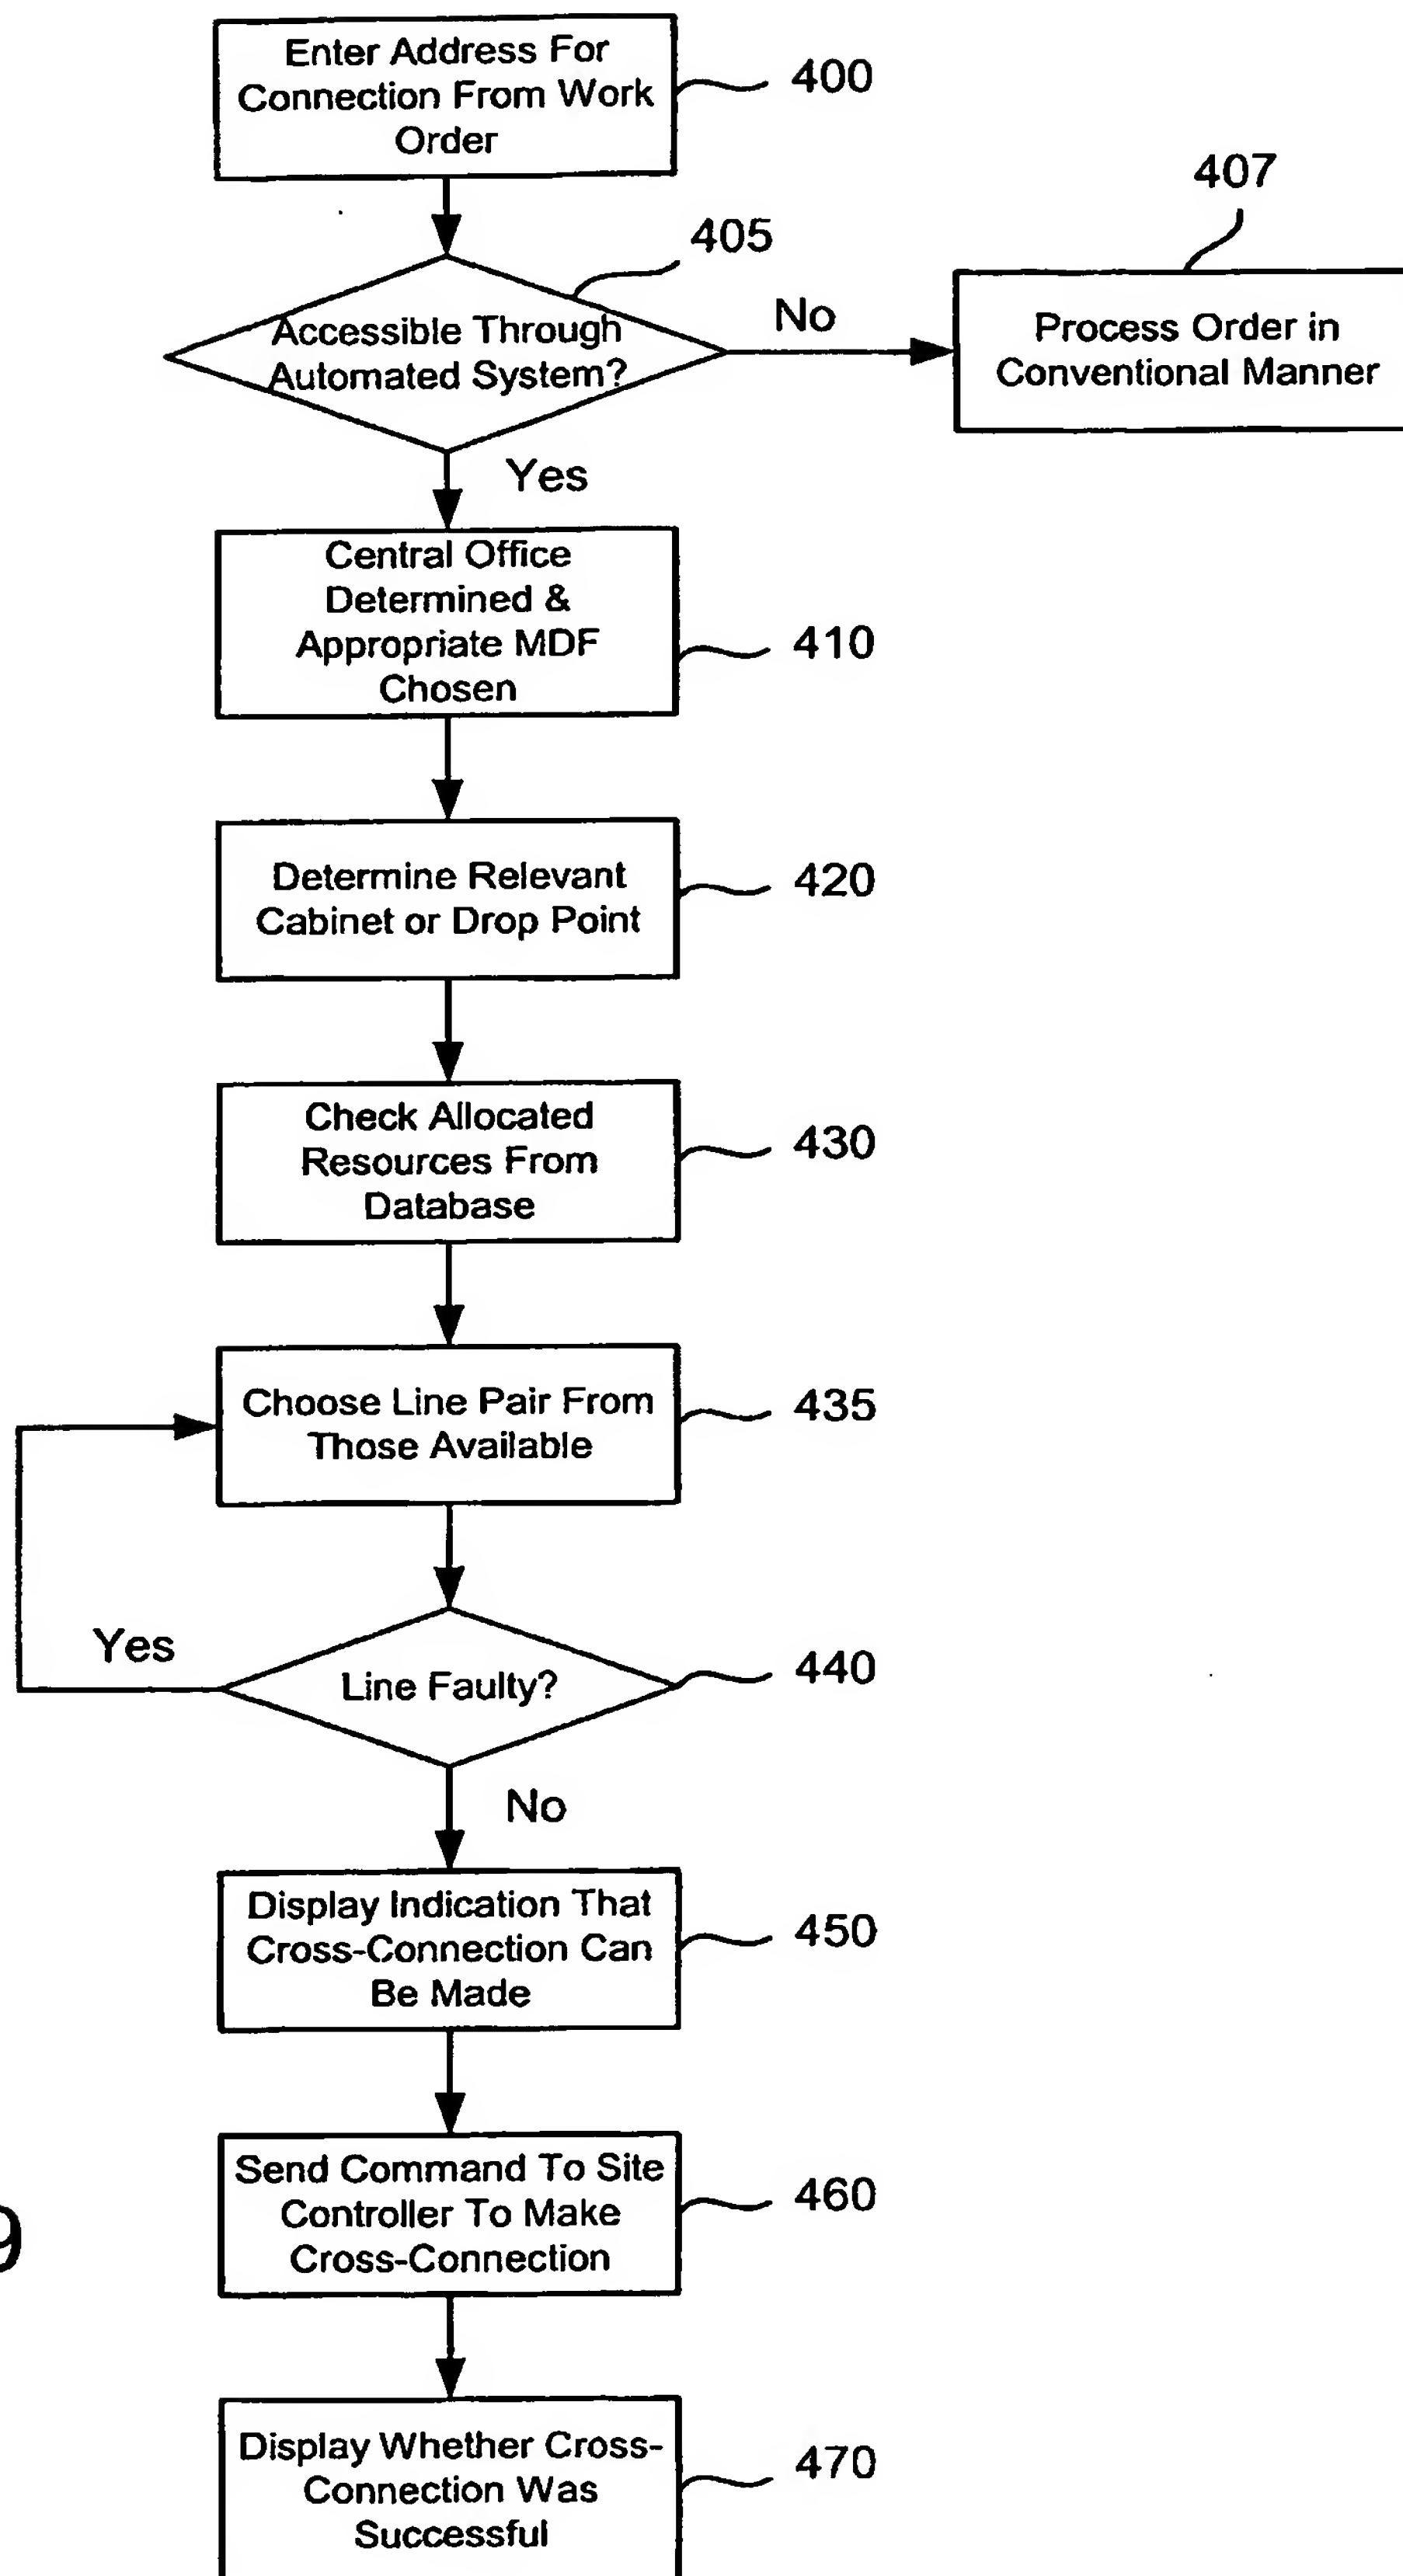 Enter Address For
Connection From Work
Order
400
407
405
Accessible Through
Automated System?
No
Process Order in
Conventional Manner
Yes
Central Office
Determined &
Appropriate MDF
Chosen
410
Determine Relevant
Cabinet or Drop Point
420
Check Allocated
Resources From
Database
430
Choose Line Pair From
Those Available
435
Yes
Line Faulty?
440
No
Display Indication That
Cross-Connection Can
Be Made
450
Send Command To Site
Controller To Make
Cross-Connection
460
9
Display Whether Cross-
Connection Was
Successful
470